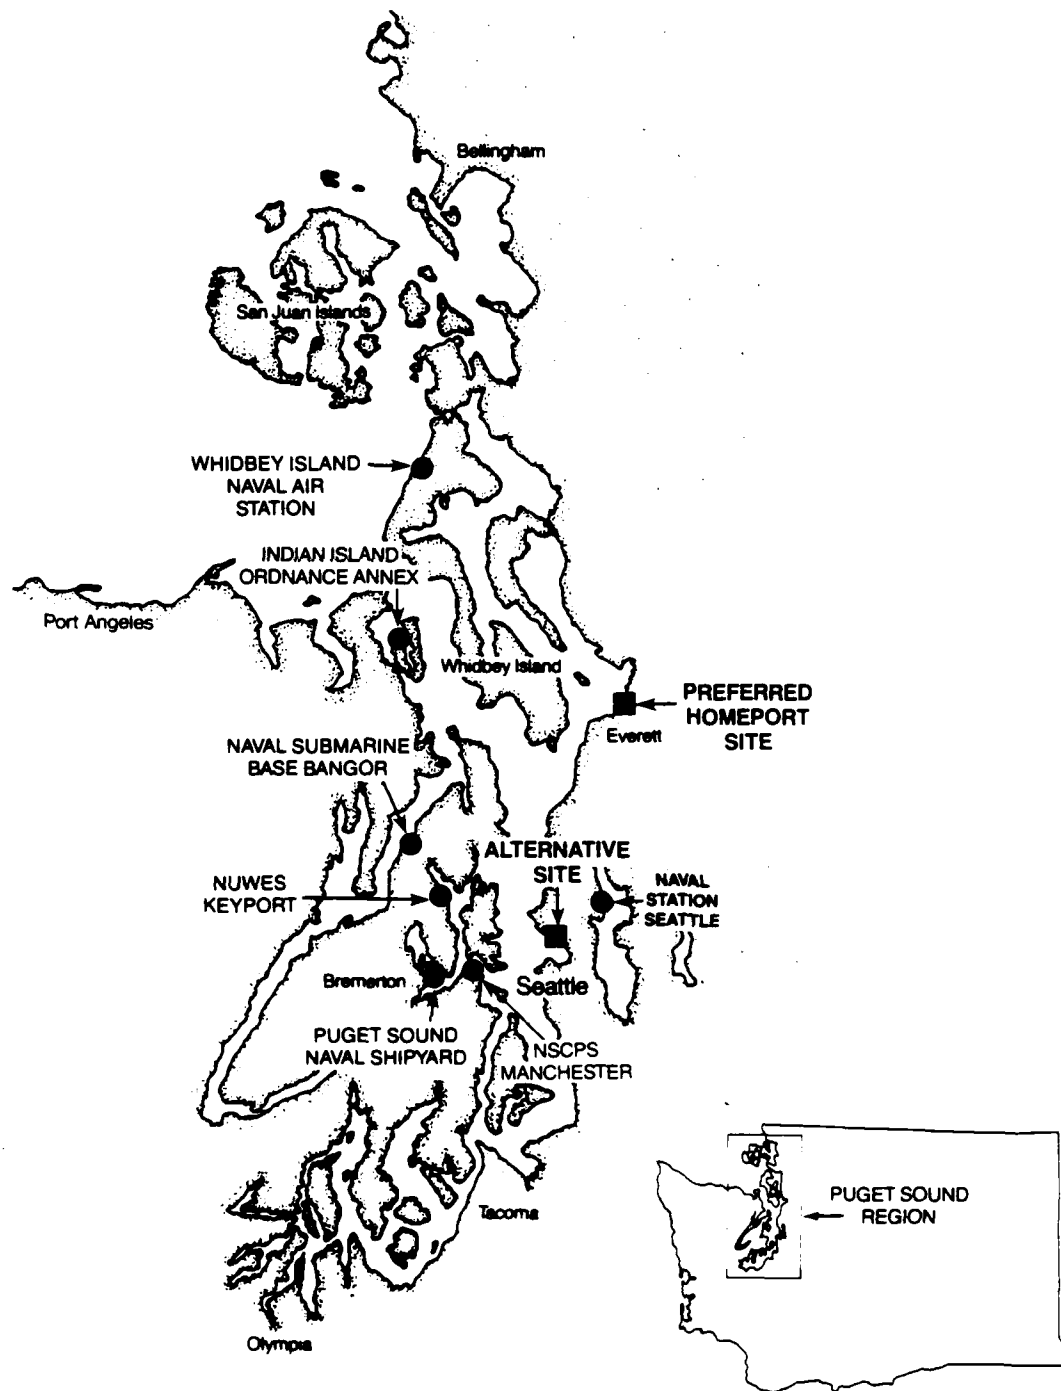 Bellingham
San Juan Islands
WHIDBEY ISLAND
NAVAL AIR
STATION
INDIAN ISLAND
ORDNANCE ANNEX
Port Angeles
Whidbey Island
PREFERRED
HOMEPORT
SITE
Everett
NAVAL SUBMARINE
BASE BANGOR
ALTERNATIVE
SITE
NUWES
KEYPORT
NAVAL
STATION
SEATTLE
Bremerton
Seattle
PUGET SOUND
NAVAL SHIPYARD
NSCPS
MANCHESTER
Tacoma
PUGET SOUND
REGION
Olympia